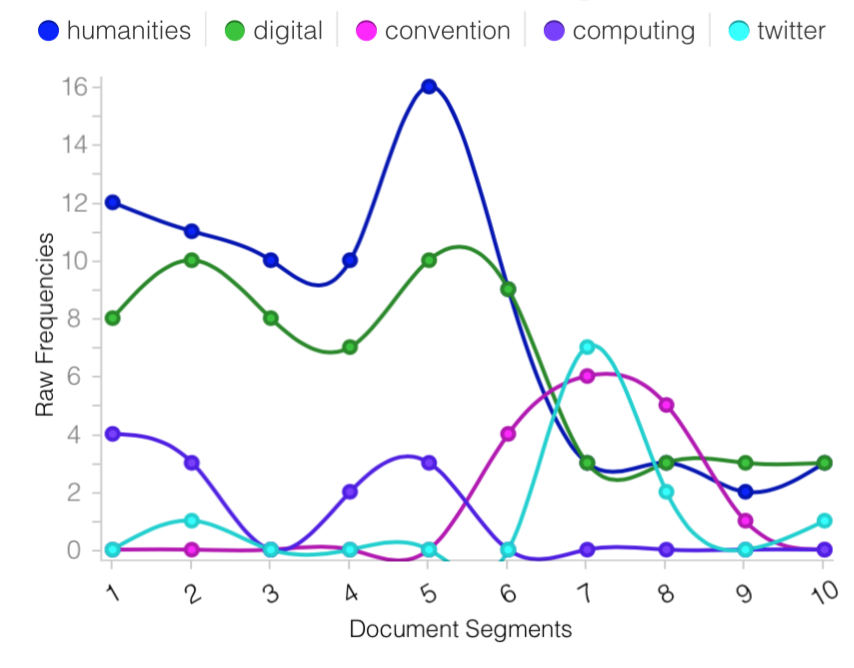 humanities digital convention computing twitter
16
14
12
10
8
6
4
2
0
Raw Frequencies
1 2 3 4 5 6 7 8 9 10
Document Segments